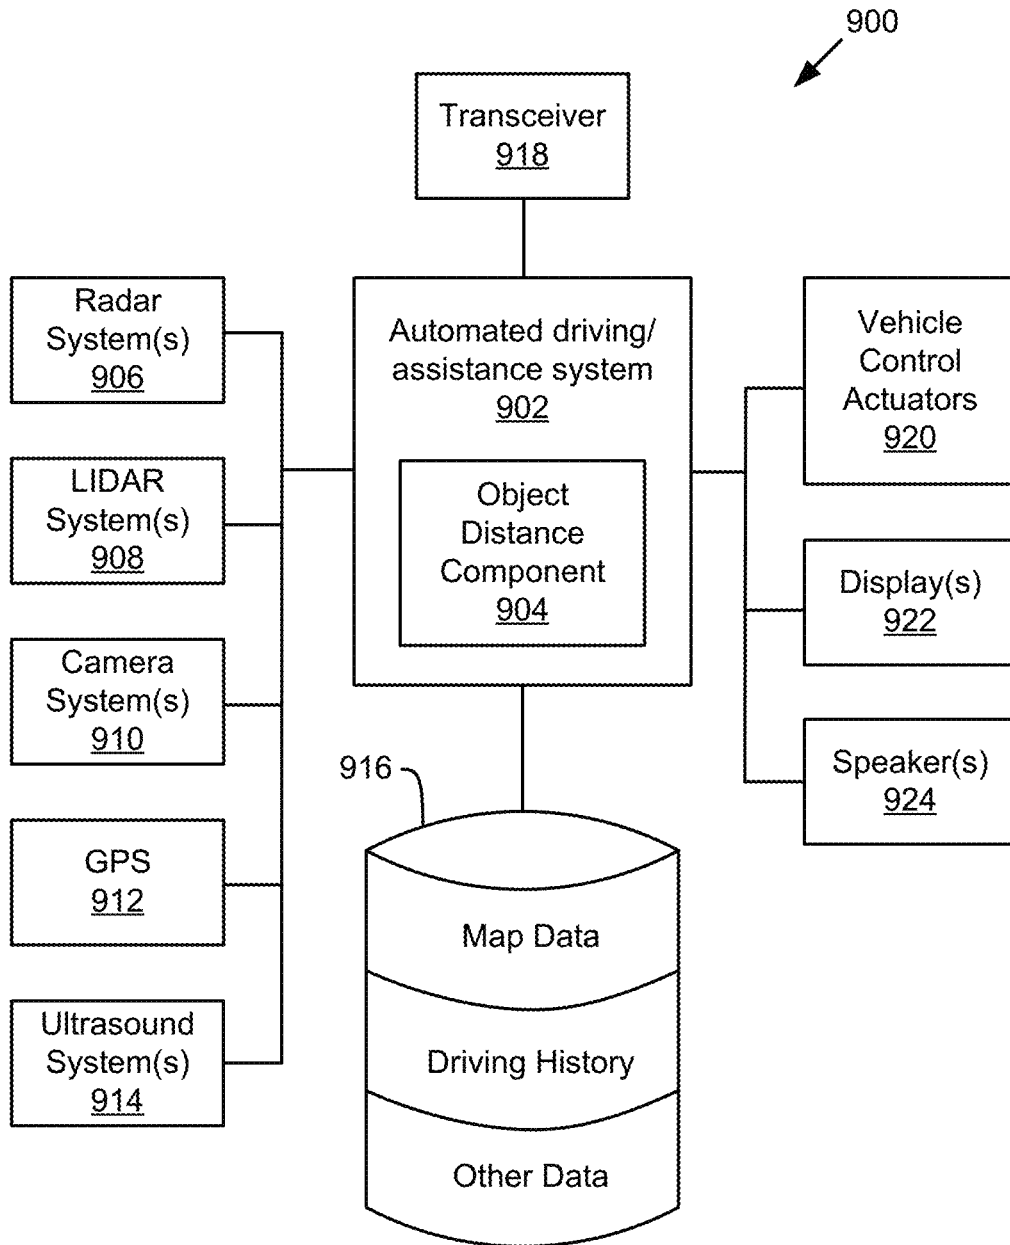 900
Transceiver
918
Radar
System(s)
906
LIDAR
System(s)
908
Camera
System(s)
910
GPS
912
Ultrasound
System(s)
914
Automated driving/
assistance system
902
Object
Distance
Component
904
Vehicle
Control
Actuators
920
Display(s)
922
Speaker(s)
924
916
Map Data
Driving History
Other Data